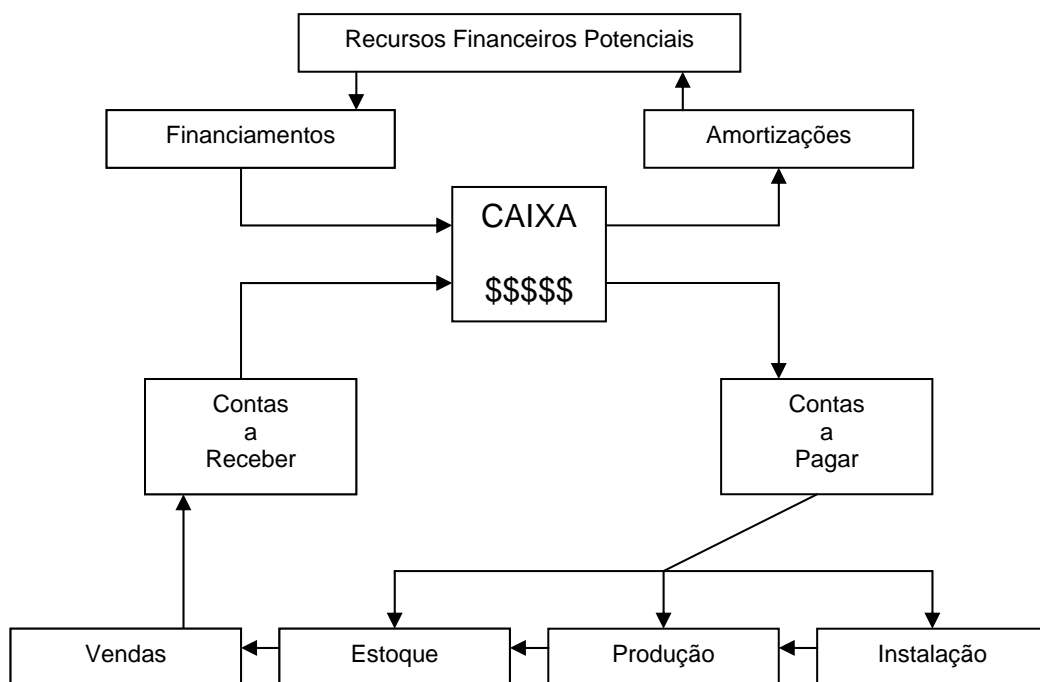 Recursos Financeiros Potenciais
Financiamentos
Amortizações
CAIXA
$$$$$
Contas
a
Receber
Contas
a
Pagar
Vendas
Estoque
Produção
Instalação